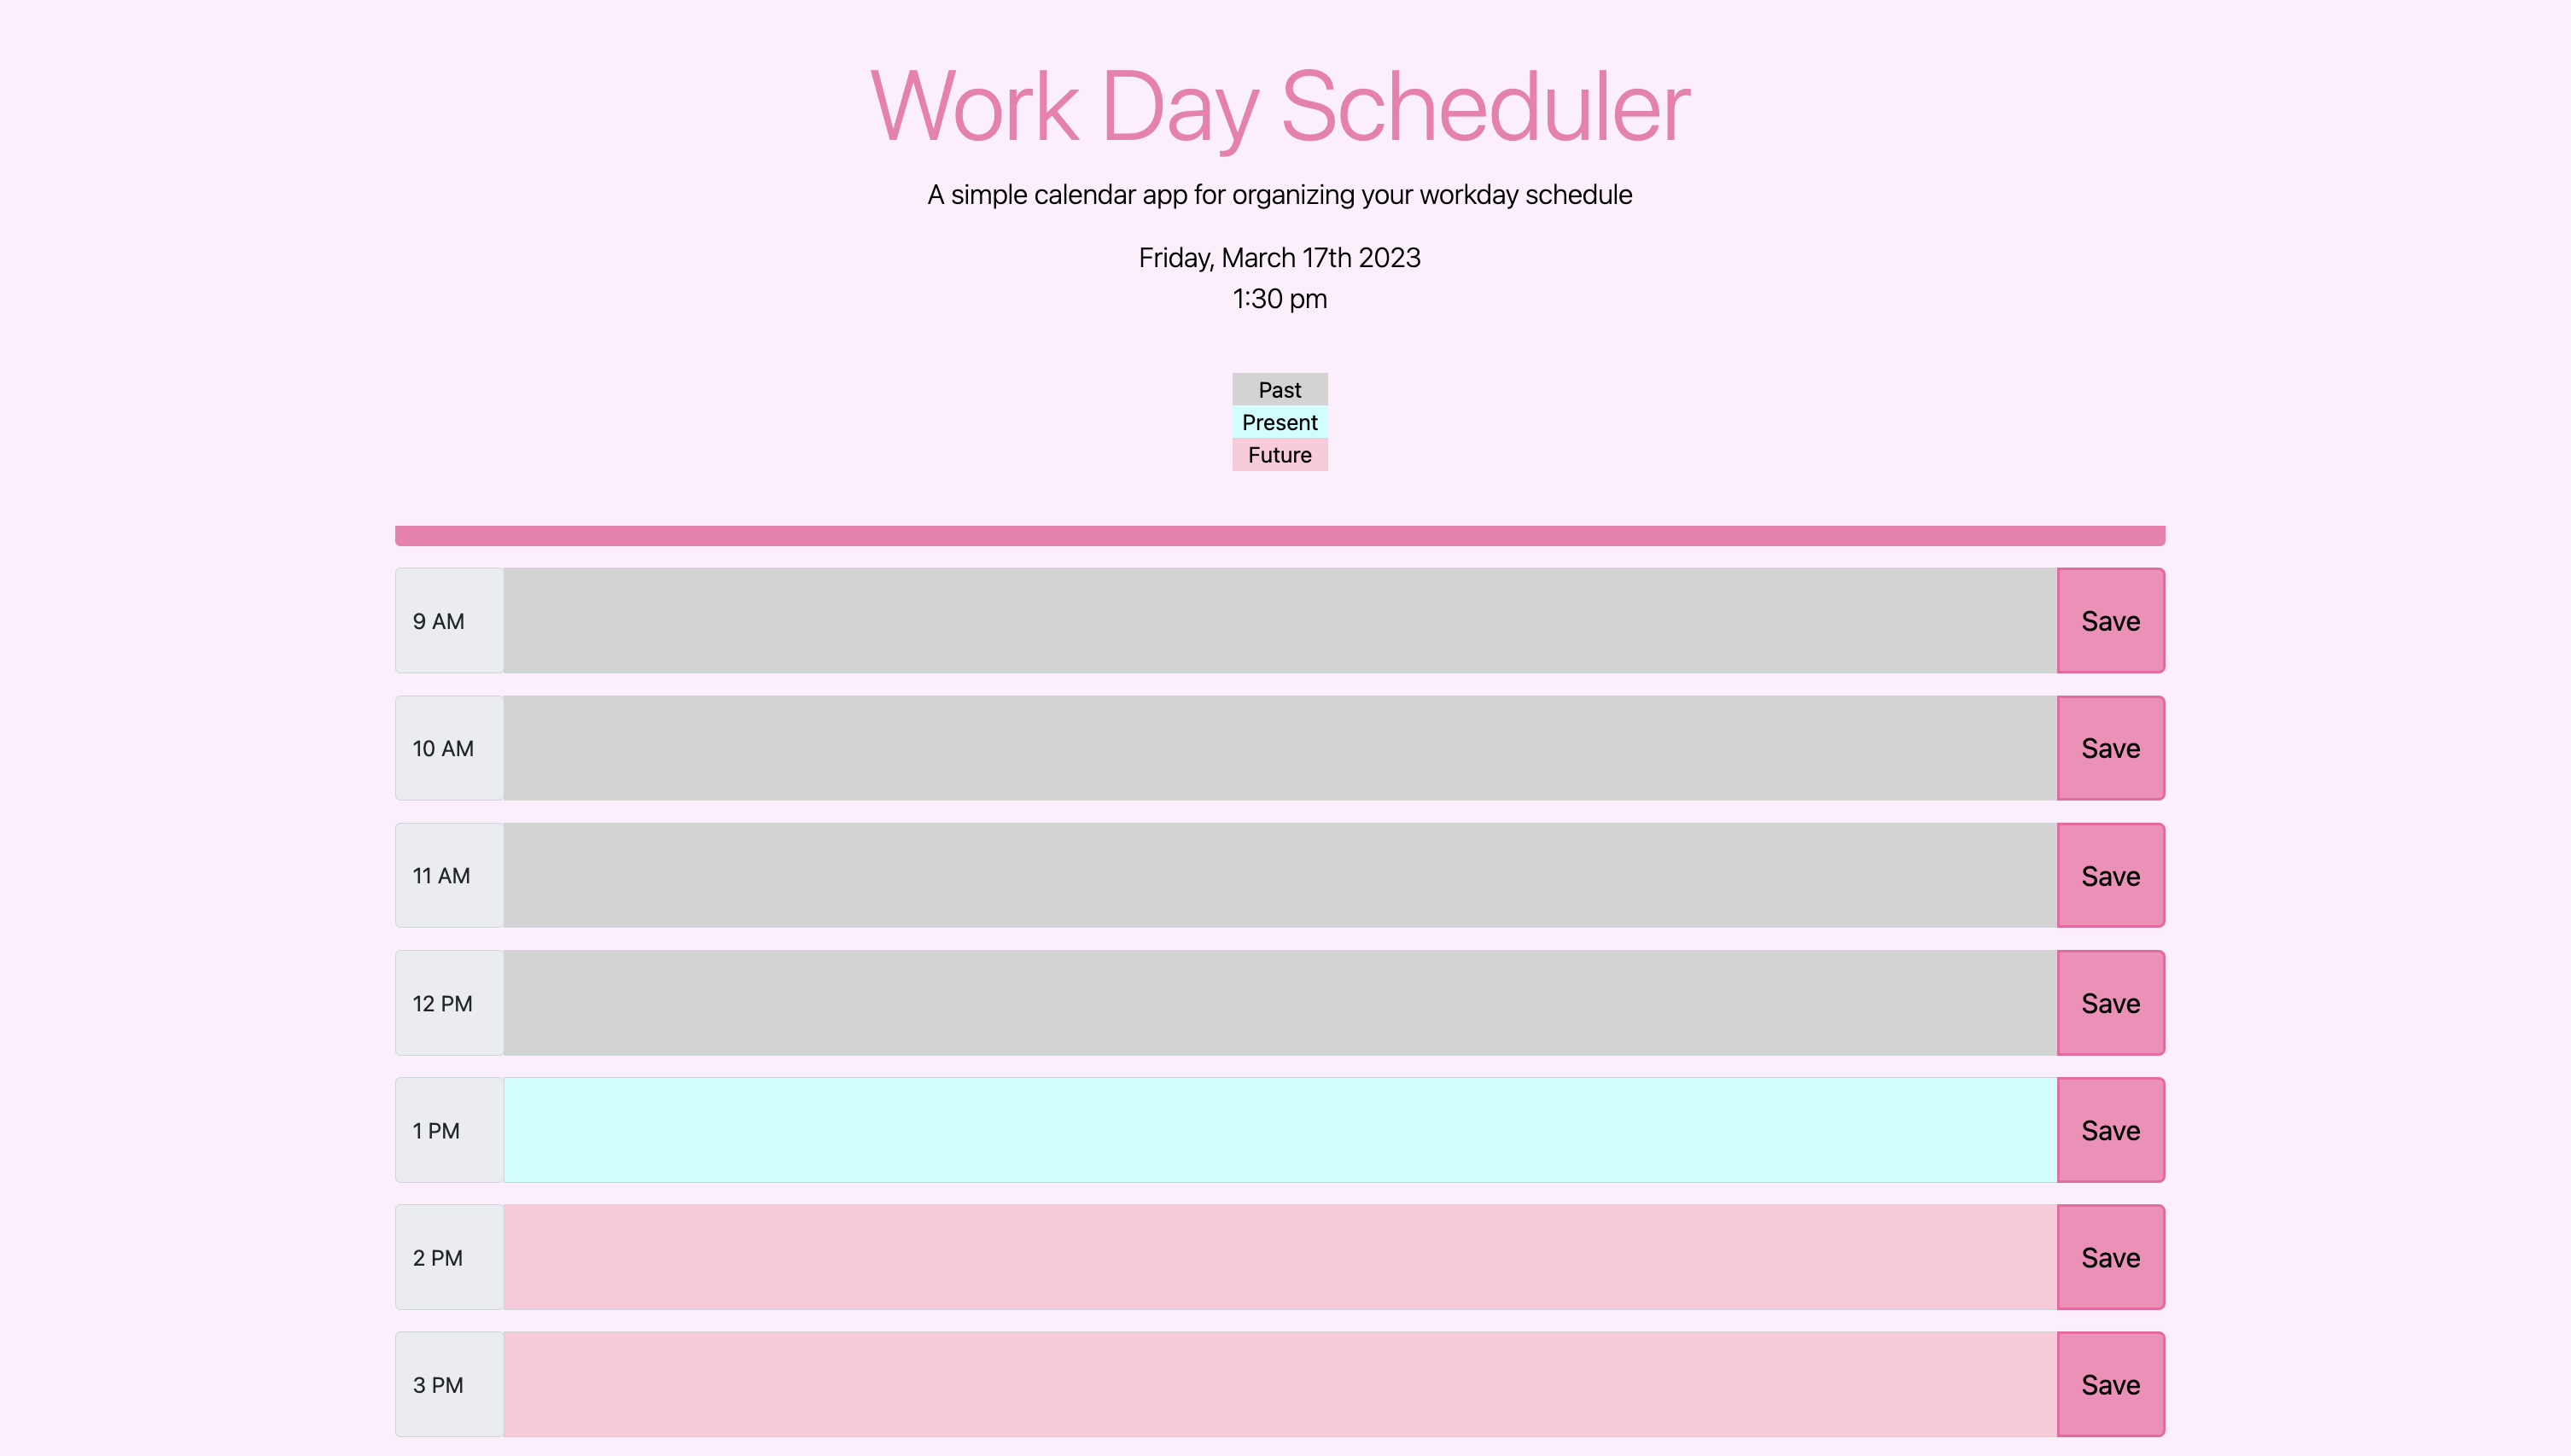 Work Day Scheduler
A simple calendar app for organizing your workday schedule
Friday, March 17th 2023
1:30 pm
Past
Present
Future
9 AM
Save
10 AM
Save
11 AM
Save
12 PM
Save
1 PM
Save
2 PM
Save
3 PM
Save